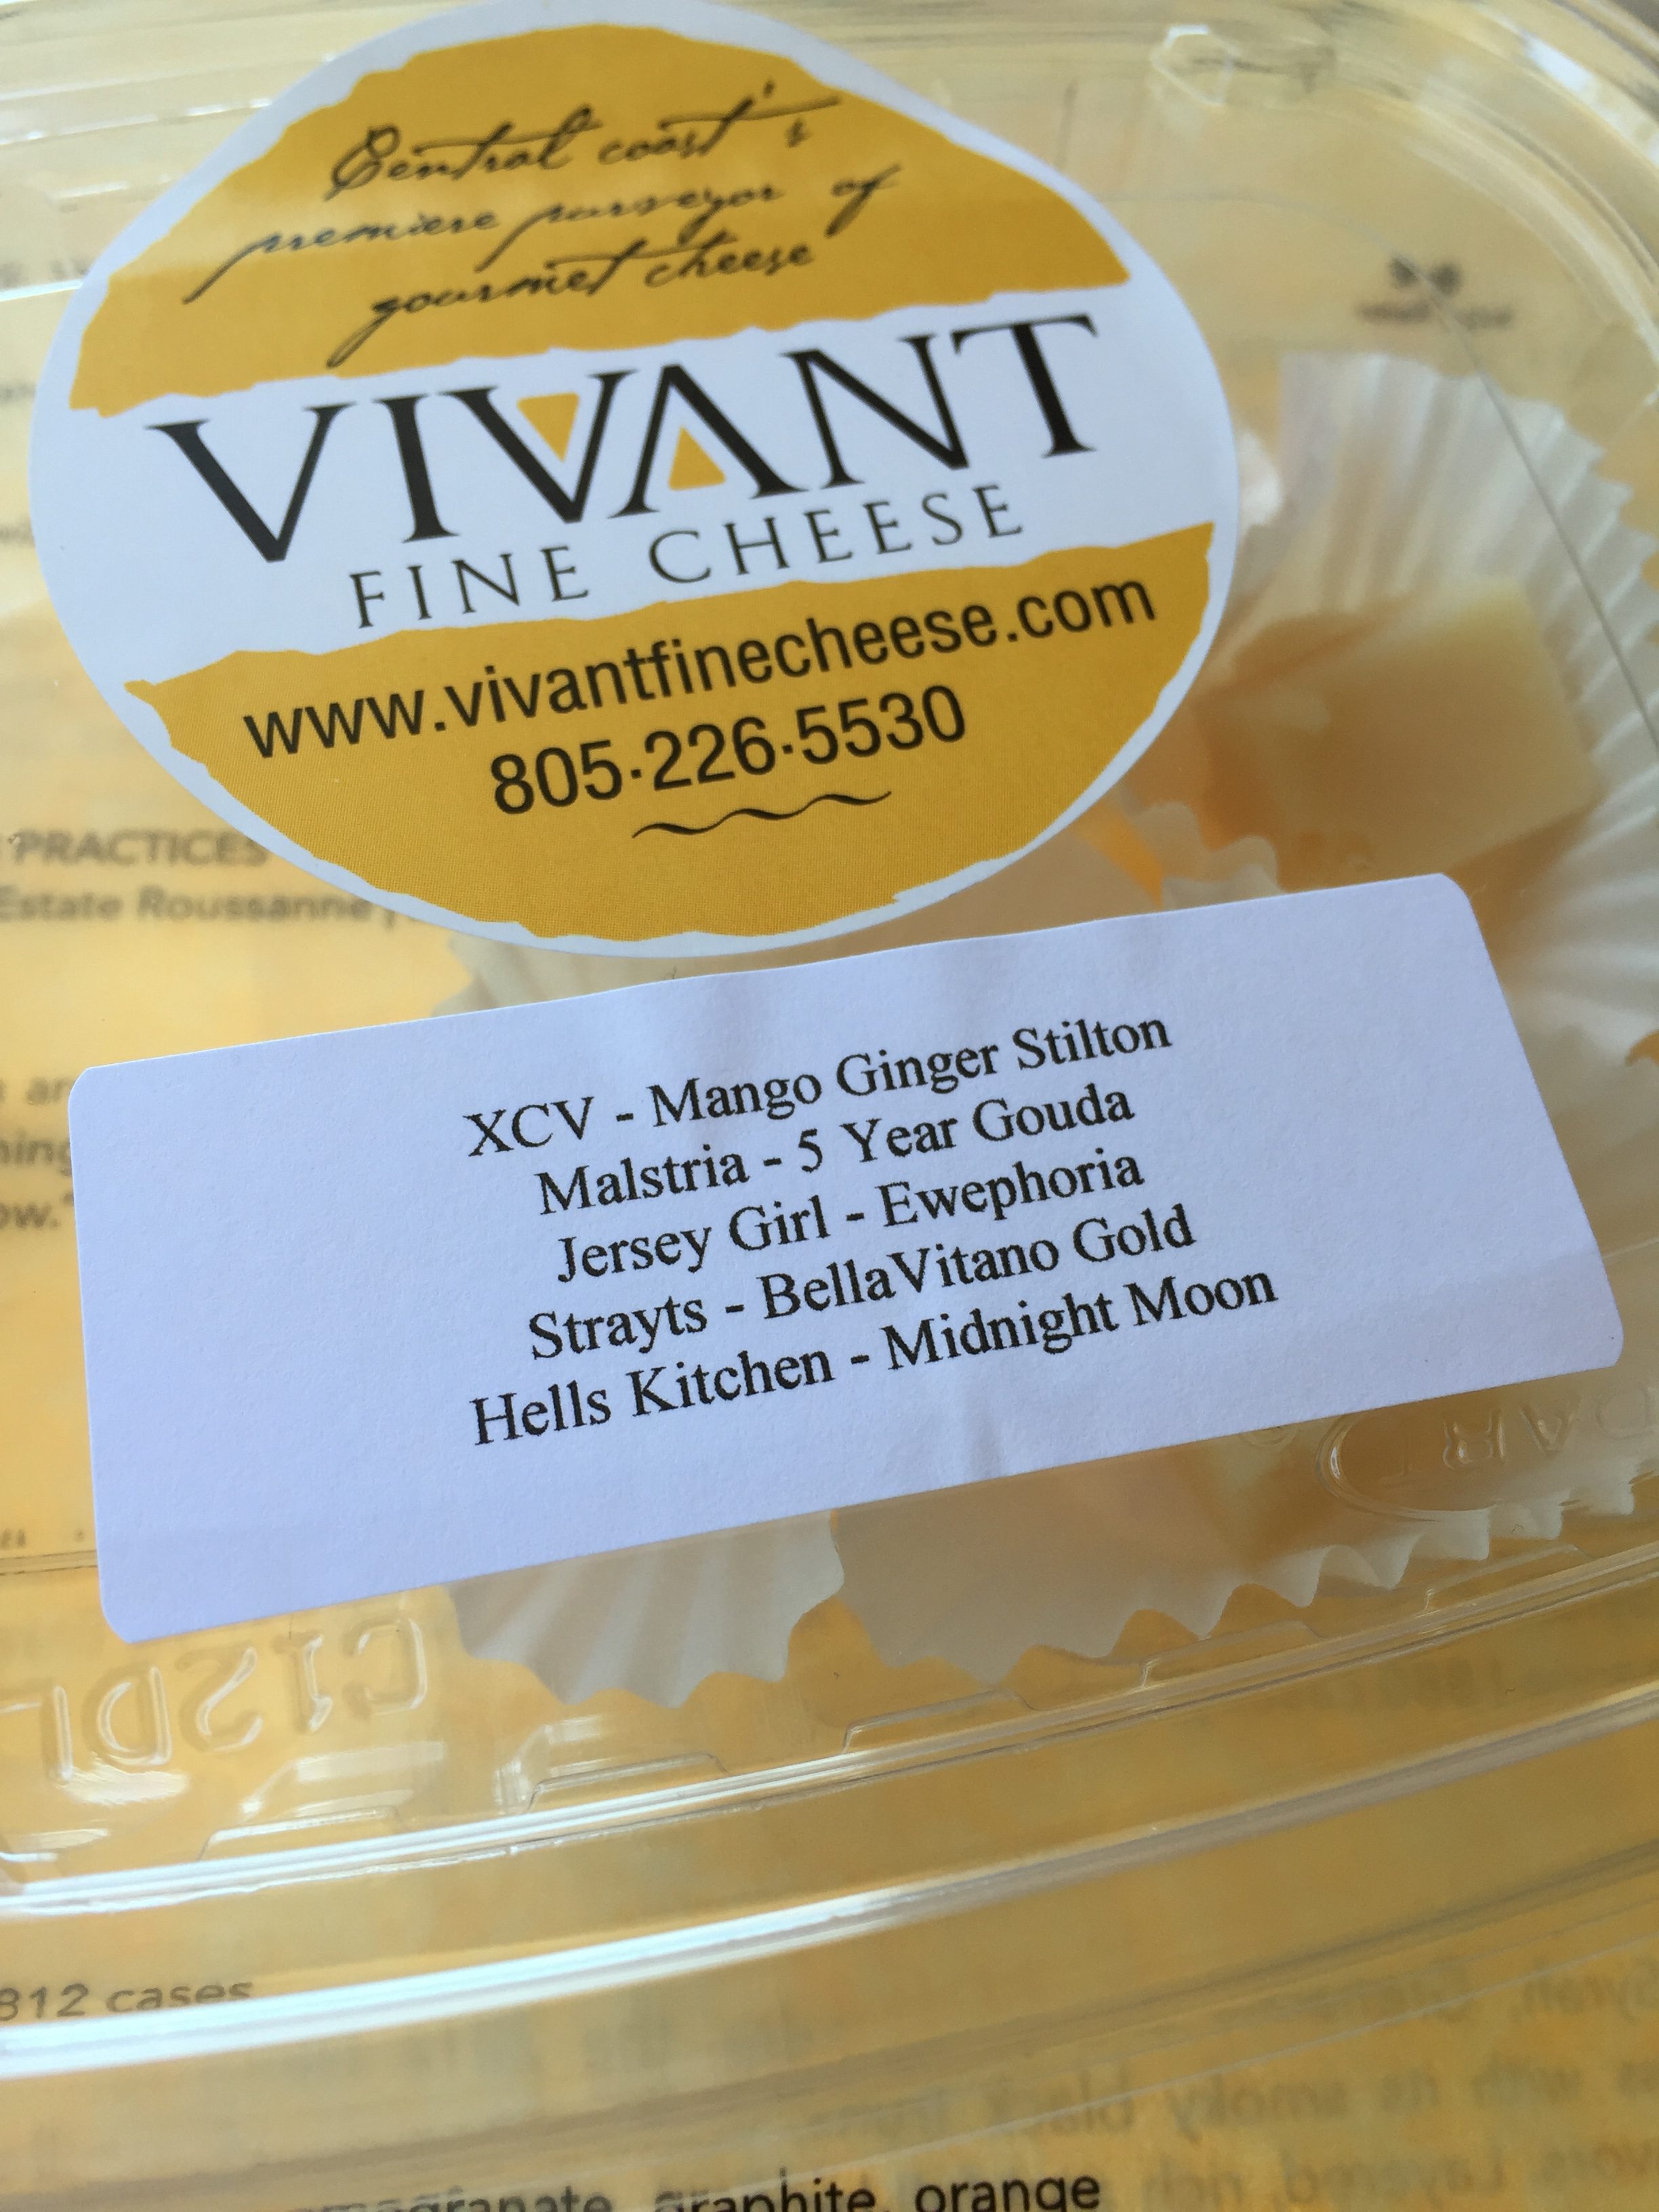 Central coast's
premiere purveyor of
gourmet cheese
VIVANT
FINE CHEESE
www.vivantfinecheese.com
805·226·5530
PRACTICES
Estate Roussanne
XCV - Mango Ginger Stilton
Malstria - 5 Year Gouda
Jersey Girl - Ewephoria
Strayts - BellaVitano Gold
Hells Kitchen - Midnight Moon
DART
C12DL
812 cases
graphite, orange